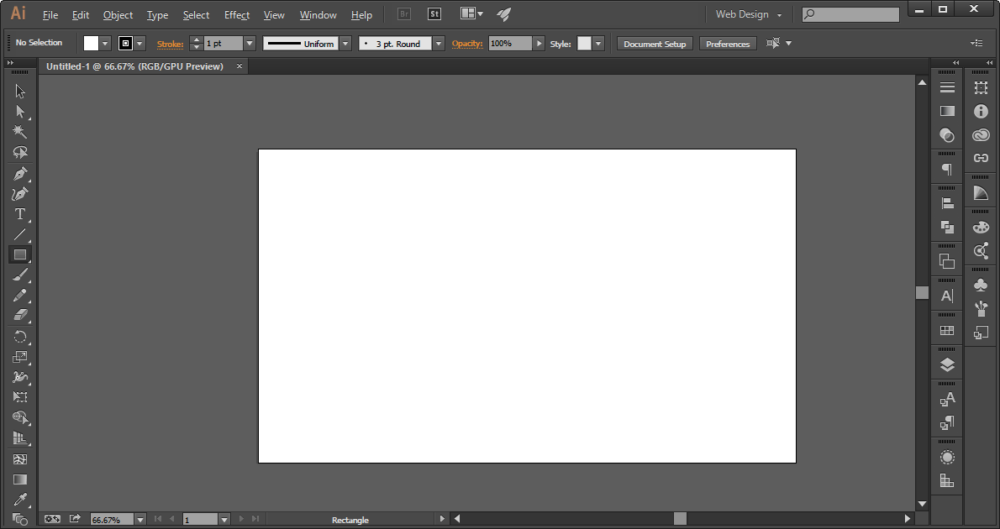 Ai File Edit Object Type Select Effect View Window Help Br St Web Design
No Selection Stroke: 1 pt Uniform 3 pt. Round Opacity: 100% Style: Document Setup Preferences
Untitled-1 @ 66.67% (RGB/GPU Preview) ×
T
A
A
66.67% 1 Rectangle